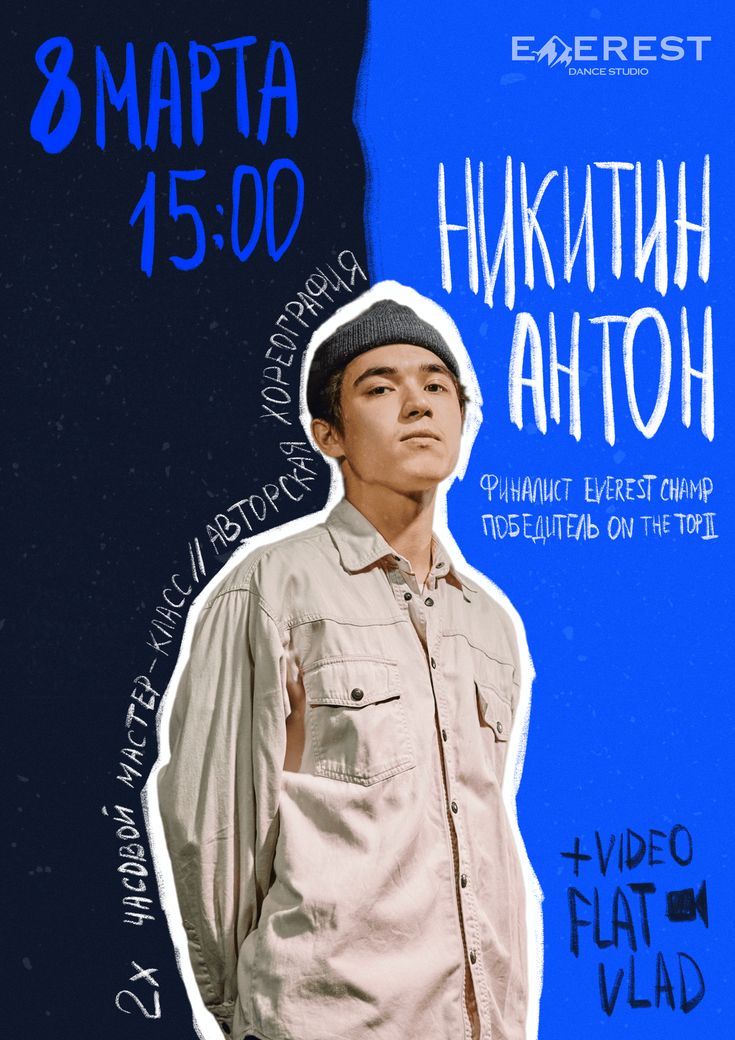 8 МАРТА
15:00
EVEREST
DANCE STUDIO
НИКИТИН
АНТОН
ФИНАЛИСТ EVEREST CHAMP
ПОБЕДИТЕЛЬ ON THE TOP II
2х ЧАСОВОЙ МАСТЕР-КЛАСС // АВТОРСКАЯ ХОРЕОГРАФИЯ
+VIDEO
FLAT
VLAD